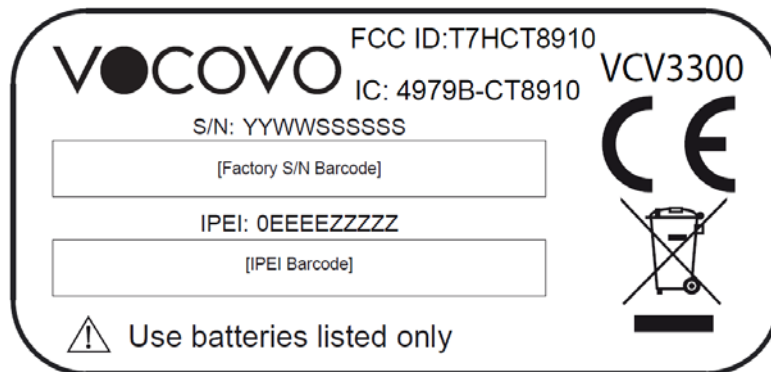 VOCOVO
FCC ID:T7HCT8910
IC: 4979B-CT8910
VCV3300
CE
S/N: YYWWSSSSSS
[Factory S/N Barcode]
IPEI: 0EEEEZZZZZ
[IPEI Barcode]
Use batteries listed only